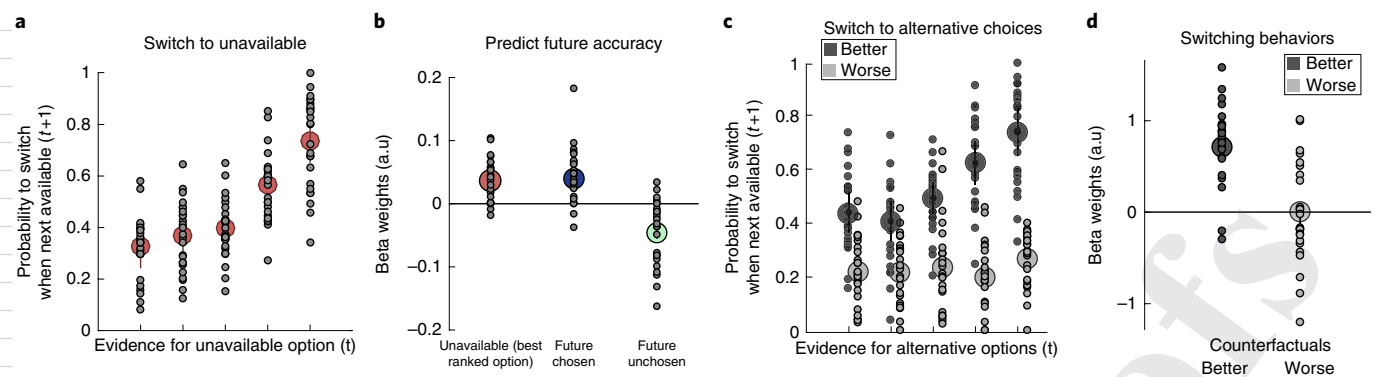 a
Switch to unavailable
Probability to switch
when next available (t+1)
1
0.8
0.6
0.4
0.2
0
Evidence for unavailable option (t)
b
Predict future accuracy
Beta weights (a.u)
0.2
0.1
0
–0.1
–0.2
Unavailable (best
ranked option)
Future
chosen
Future
unchosen
c
Switch to alternative choices
Better
Worse
Probability to switch
when next available (t+1)
1
0.8
0.6
0.4
0.2
0
Evidence for alternative options (t)
d
Switching behaviors
Better
Worse
Beta weights (a.u)
1
0
–1
Counterfactuals
Better
Worse